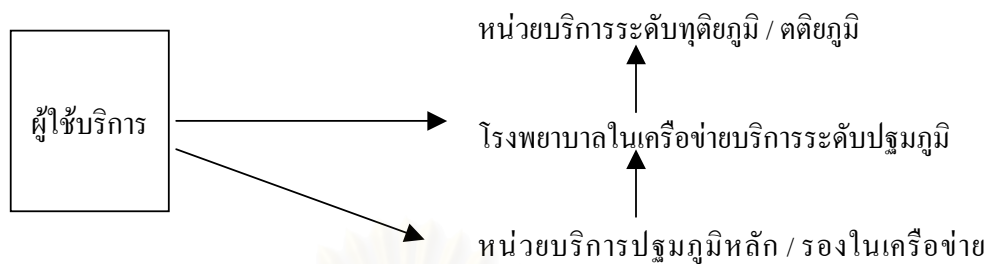 หน่วยบริการระดับทุติยภูมิ / ตติยภูมิ
ผู้ใช้บริการ
โรงพยาบาลในเครือข่ายบริการระดับปฐมภูมิ
หน่วยบริการปฐมภูมิหลัก / รองในเครือข่าย